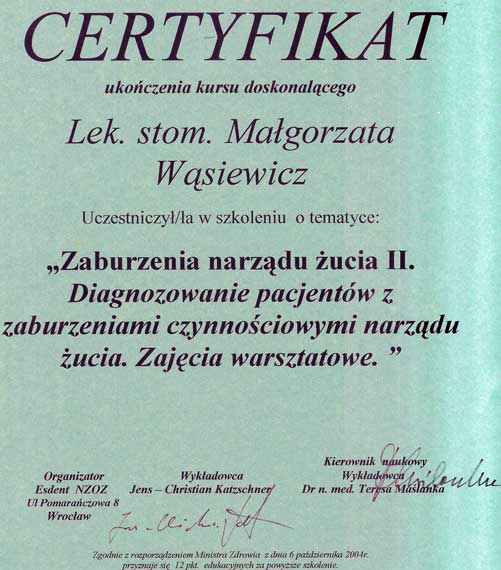 CERTYFIKAT
ukończenia kursu doskonalącego
Lek. stom. Małgorzata
Wąsiewicz
Uczestniczył/ła w szkoleniu o tematyce:
„Zaburzenia narządu żucia II.
Diagnozowanie pacjentów z
zaburzeniami czynnościowymi narządu
żucia. Zajęcia warsztatowe. ”
Organizator
Esdent NZOZ
Ul Pomarańczowa 8
Wrocław
Wykładowca
Jens – Christian Katzschner
Kierownik naukowy
Wykładowca
Dr n. med. Teresa Maślanka
Zgodnie z rozporządzeniem Ministra Zdrowia z dnia 6 października 2004r.
przyznaje się 12 pkt. edukacyjnych za powyższe szkolenie.